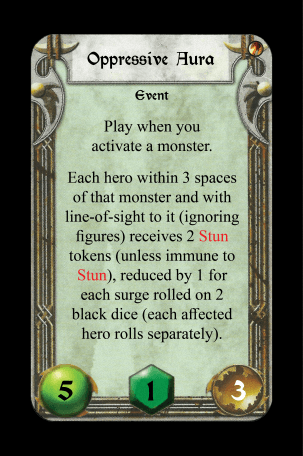 Oppressive Aura
Event
Play when you
activate a monster.
Each hero within 3 spaces
of that monster and with
line-of-sight to it (ignoring
figures) receives 2 Stun
tokens (unless immune to
Stun), reduced by 1 for
each surge rolled on 2
black dice (each affected
hero rolls separately).
5 1 3